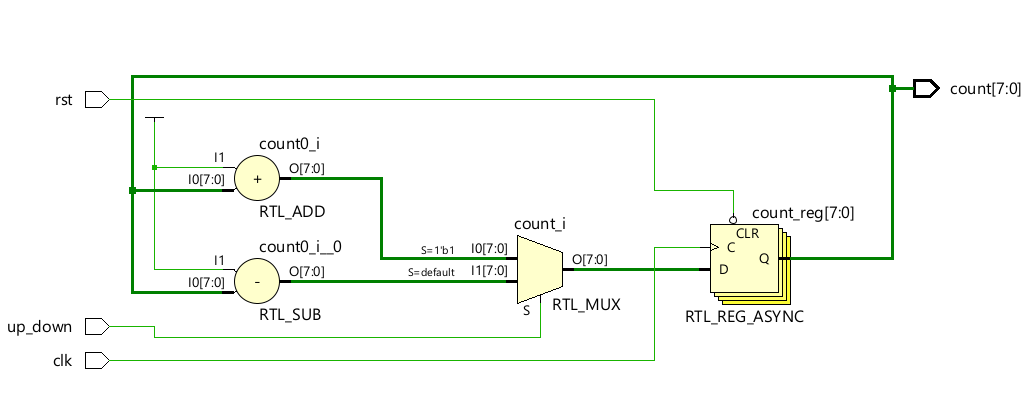 rst
count[7:0]
count0_i
I1
I0[7:0]
+
O[7:0]
RTL_ADD
count0_i__0
I1
I0[7:0]
-
O[7:0]
RTL_SUB
count_i
S=1'b1
I0[7:0]
S=default
I1[7:0]
O[7:0]
S
RTL_MUX
count_reg[7:0]
CLR
C
D
Q
RTL_REG_ASYNC
up_down
clk